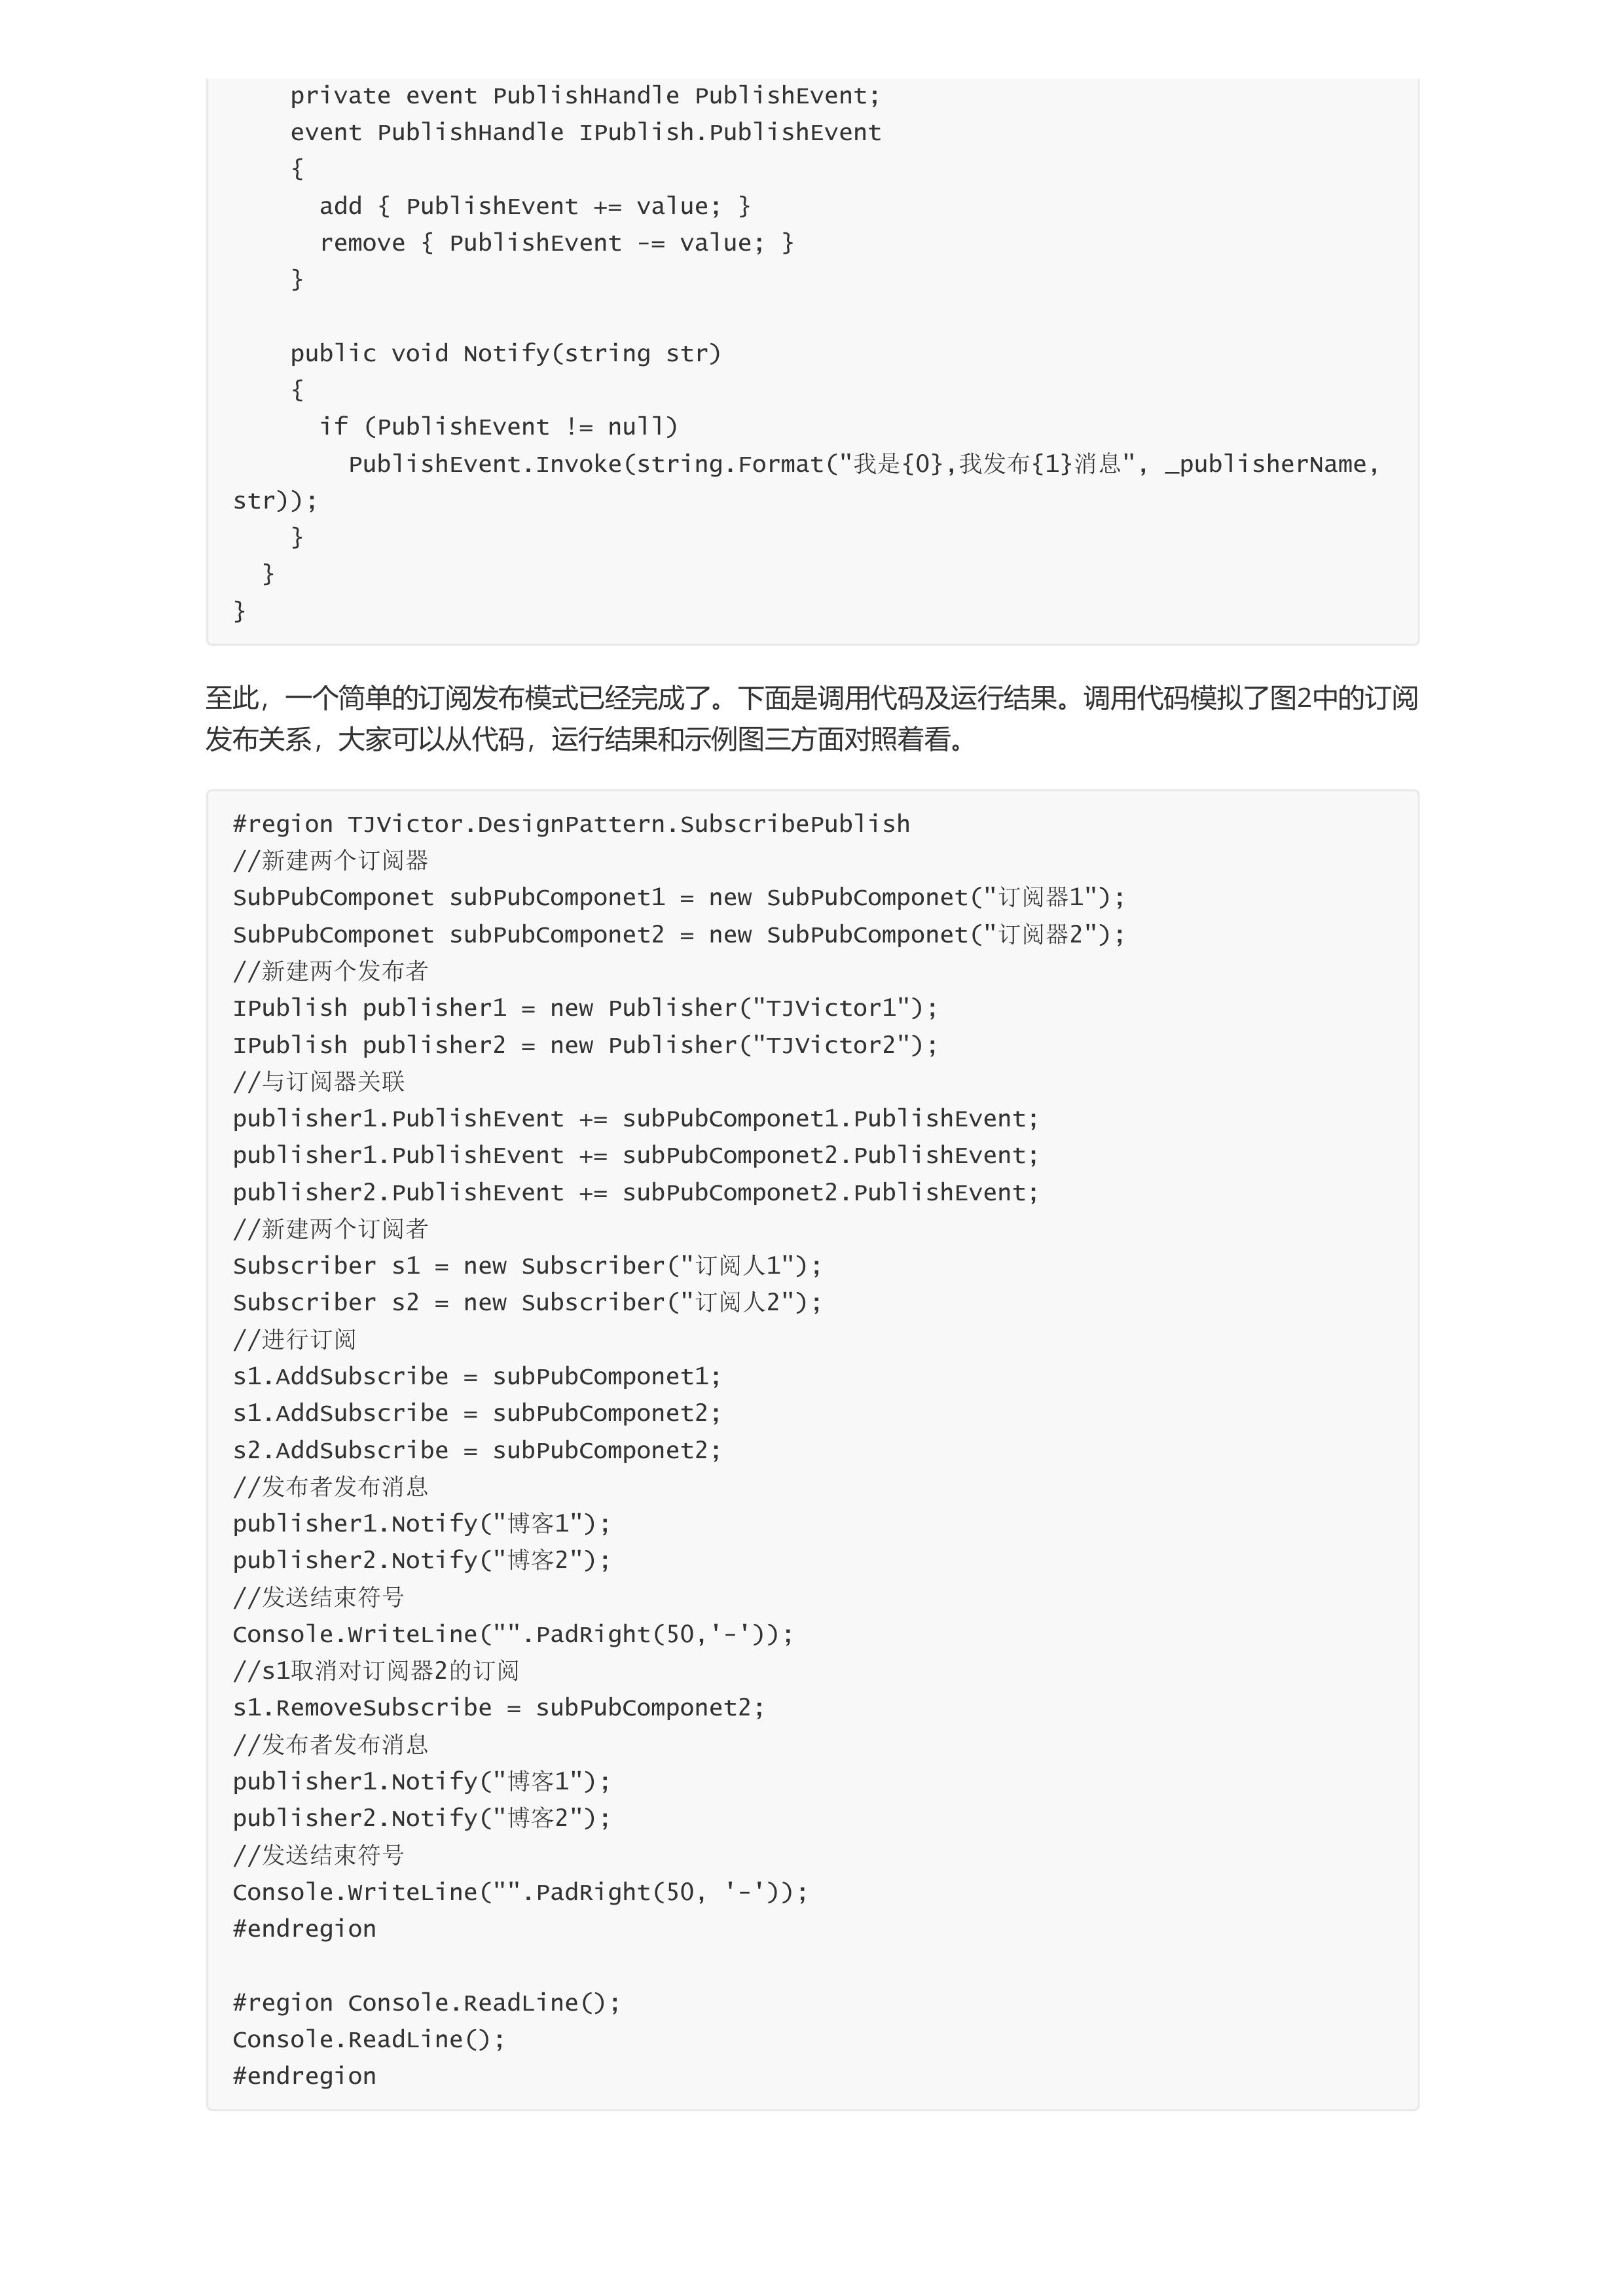 private event PublishHandle PublishEvent;
    event PublishHandle IPublish.PublishEvent
    {
      add { PublishEvent += value; }
      remove { PublishEvent -= value; }
    }

    public void Notify(string str)
    {
      if (PublishEvent != null)
        PublishEvent.Invoke(string.Format("我是{0},我发布{1}消息", _publisherName,
str));
    }
  }
}
至此，一个简单的订阅发布模式已经完成了。下面是调用代码及运行结果。调用代码模拟了图2中的订阅
发布关系，大家可以从代码，运行结果和示例图三方面对照着看。
#region TJVictor.DesignPattern.SubscribePublish
//新建两个订阅器
SubPubComponet subPubComponet1 = new SubPubComponet("订阅器1");
SubPubComponet subPubComponet2 = new SubPubComponet("订阅器2");
//新建两个发布者
IPublish publisher1 = new Publisher("TJVictor1");
IPublish publisher2 = new Publisher("TJVictor2");
//与订阅器关联
publisher1.PublishEvent += subPubComponet1.PublishEvent;
publisher1.PublishEvent += subPubComponet2.PublishEvent;
publisher2.PublishEvent += subPubComponet2.PublishEvent;
//新建两个订阅者
Subscriber s1 = new Subscriber("订阅人1");
Subscriber s2 = new Subscriber("订阅人2");
//进行订阅
s1.AddSubscribe = subPubComponet1;
s1.AddSubscribe = subPubComponet2;
s2.AddSubscribe = subPubComponet2;
//发布者发布消息
publisher1.Notify("博客1");
publisher2.Notify("博客2");
//发送结束符号
Console.WriteLine("".PadRight(50,'-'));
//s1取消对订阅器2的订阅
s1.RemoveSubscribe = subPubComponet2;
//发布者发布消息
publisher1.Notify("博客1");
publisher2.Notify("博客2");
//发送结束符号
Console.WriteLine("".PadRight(50, '-'));
#endregion

#region Console.ReadLine();
Console.ReadLine();
#endregion